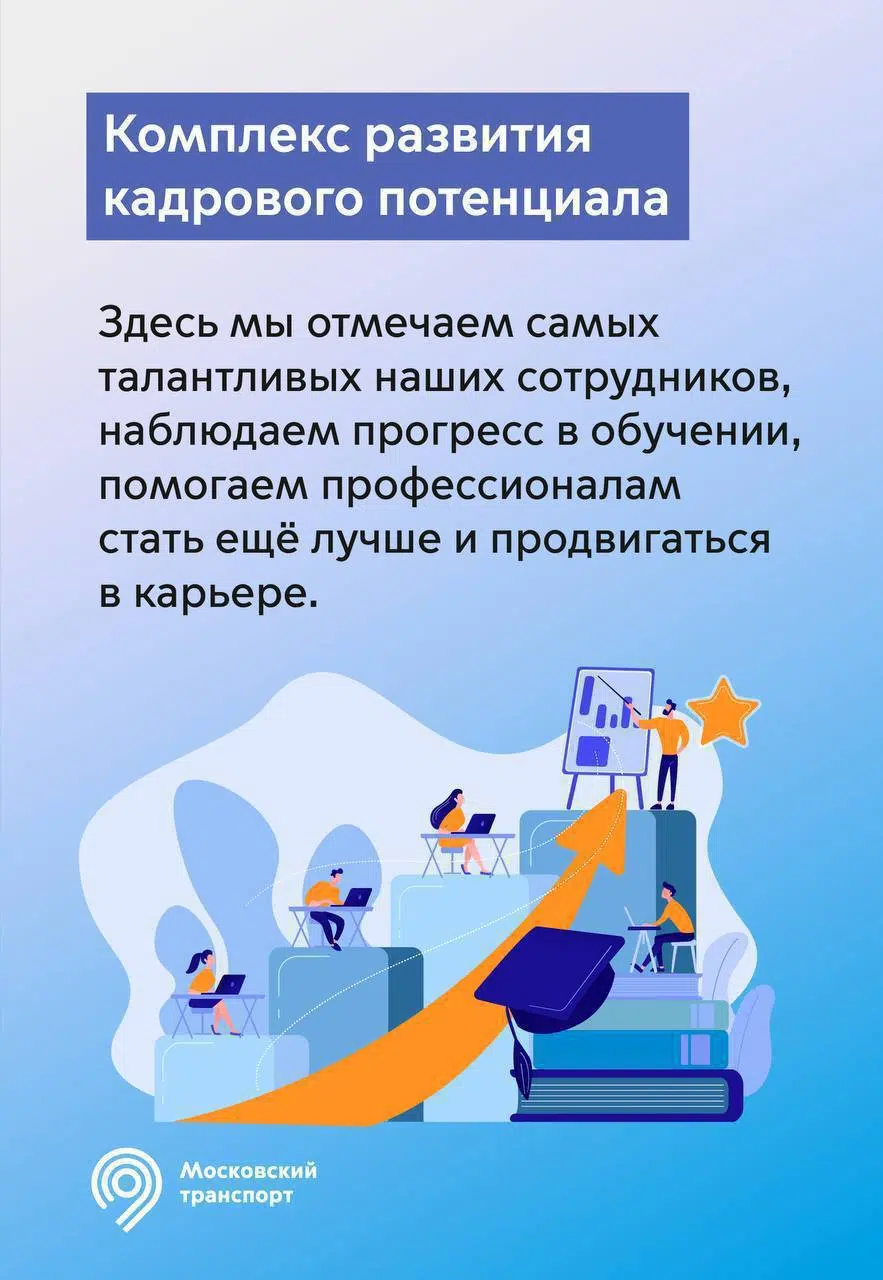 Комплекс развития
кадрового потенциала
Здесь мы отмечаем самых
талантливых наших сотрудников,
наблюдаем прогресс в обучении,
помогаем профессионалам
стать ещё лучше и продвигаться
в карьере.
Московский
транспорт